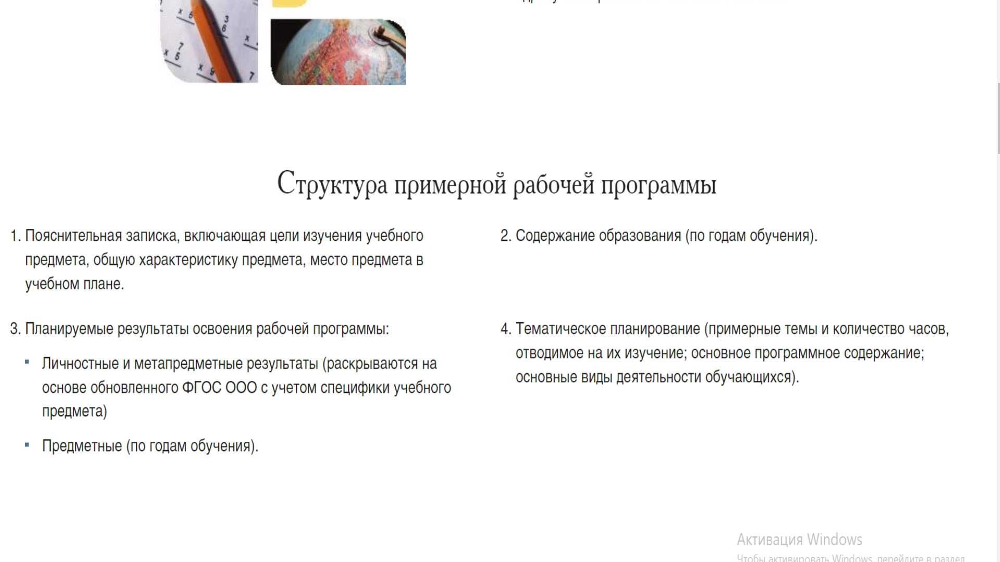 Структура примерной рабочей программы
1. Пояснительная записка, включающая цели изучения учебного
предмета, общую характеристику предмета, место предмета в
учебном плане.
2. Содержание образования (по годам обучения).
3. Планируемые результаты освоения рабочей программы:
▪ Личностные и метапредметные результаты (раскрываются на
основе обновленного ФГОС ООО с учетом специфики учебного
предмета)
▪ Предметные (по годам обучения).
4. Тематическое планирование (примерные темы и количество часов,
отводимое на их изучение; основное программное содержание;
основные виды деятельности обучающихся).
Активация Windows
Чтобы активировать Windows, перейдите в раздел